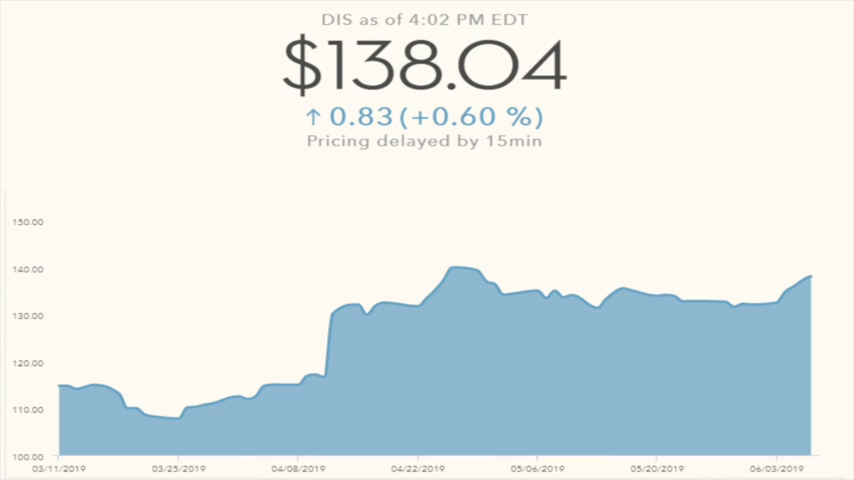 DIS as of 4:02 PM EDT
$138.04
↑ 0.83 (+0.60 %)
Pricing delayed by 15min
150.00
140.00
130.00
120.00
110.00
100.00
03/11/2019 03/25/2019 04/08/2019 04/22/2019 05/06/2019 05/20/2019 06/03/2019